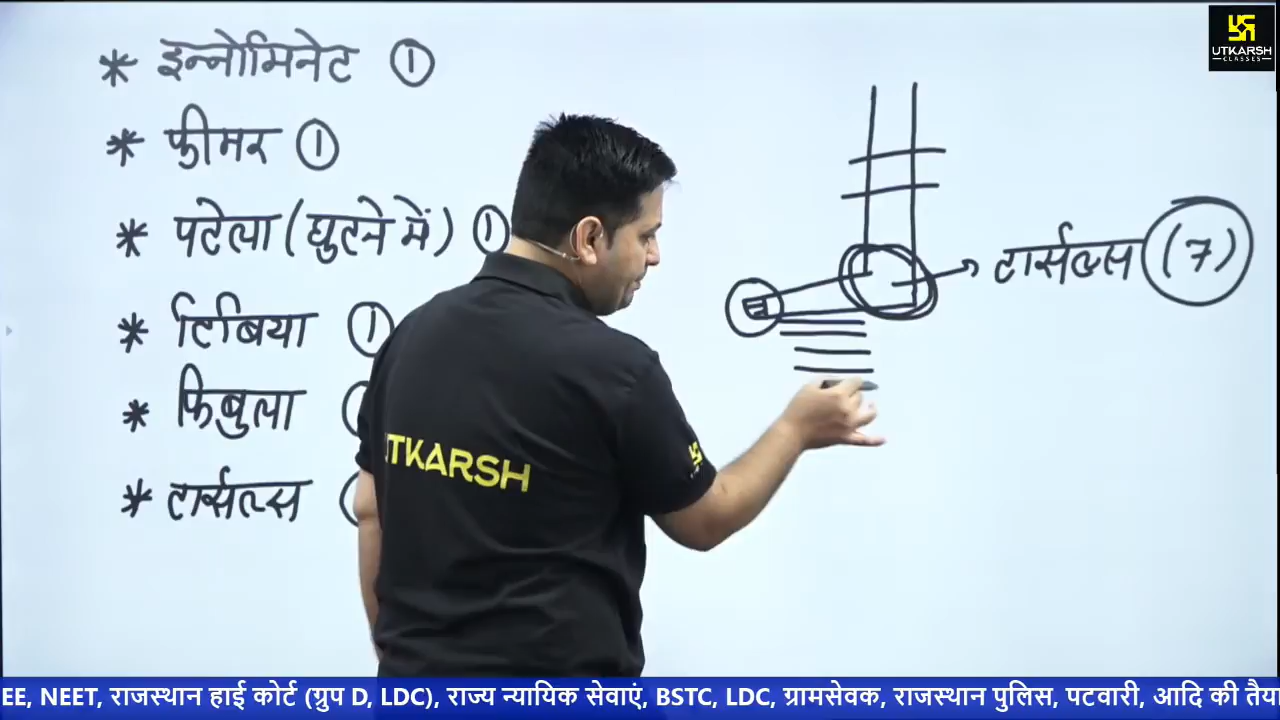 * इन्नोमिनेट ①
* फीमर ①
* पटेला (घुटने में) ①
* टिबिया ①
* फिबुला
* टार्सल्स
टार्सल्स (7)
UTKARSH
CLASSES
UTKARSH
EE, NEET, राजस्थान हाई कोर्ट (ग्रुप D, LDC), राज्य न्यायिक सेवाएं, BSTC, LDC, ग्रामसेवक, राजस्थान पुलिस, पटवारी, आदि की तैया